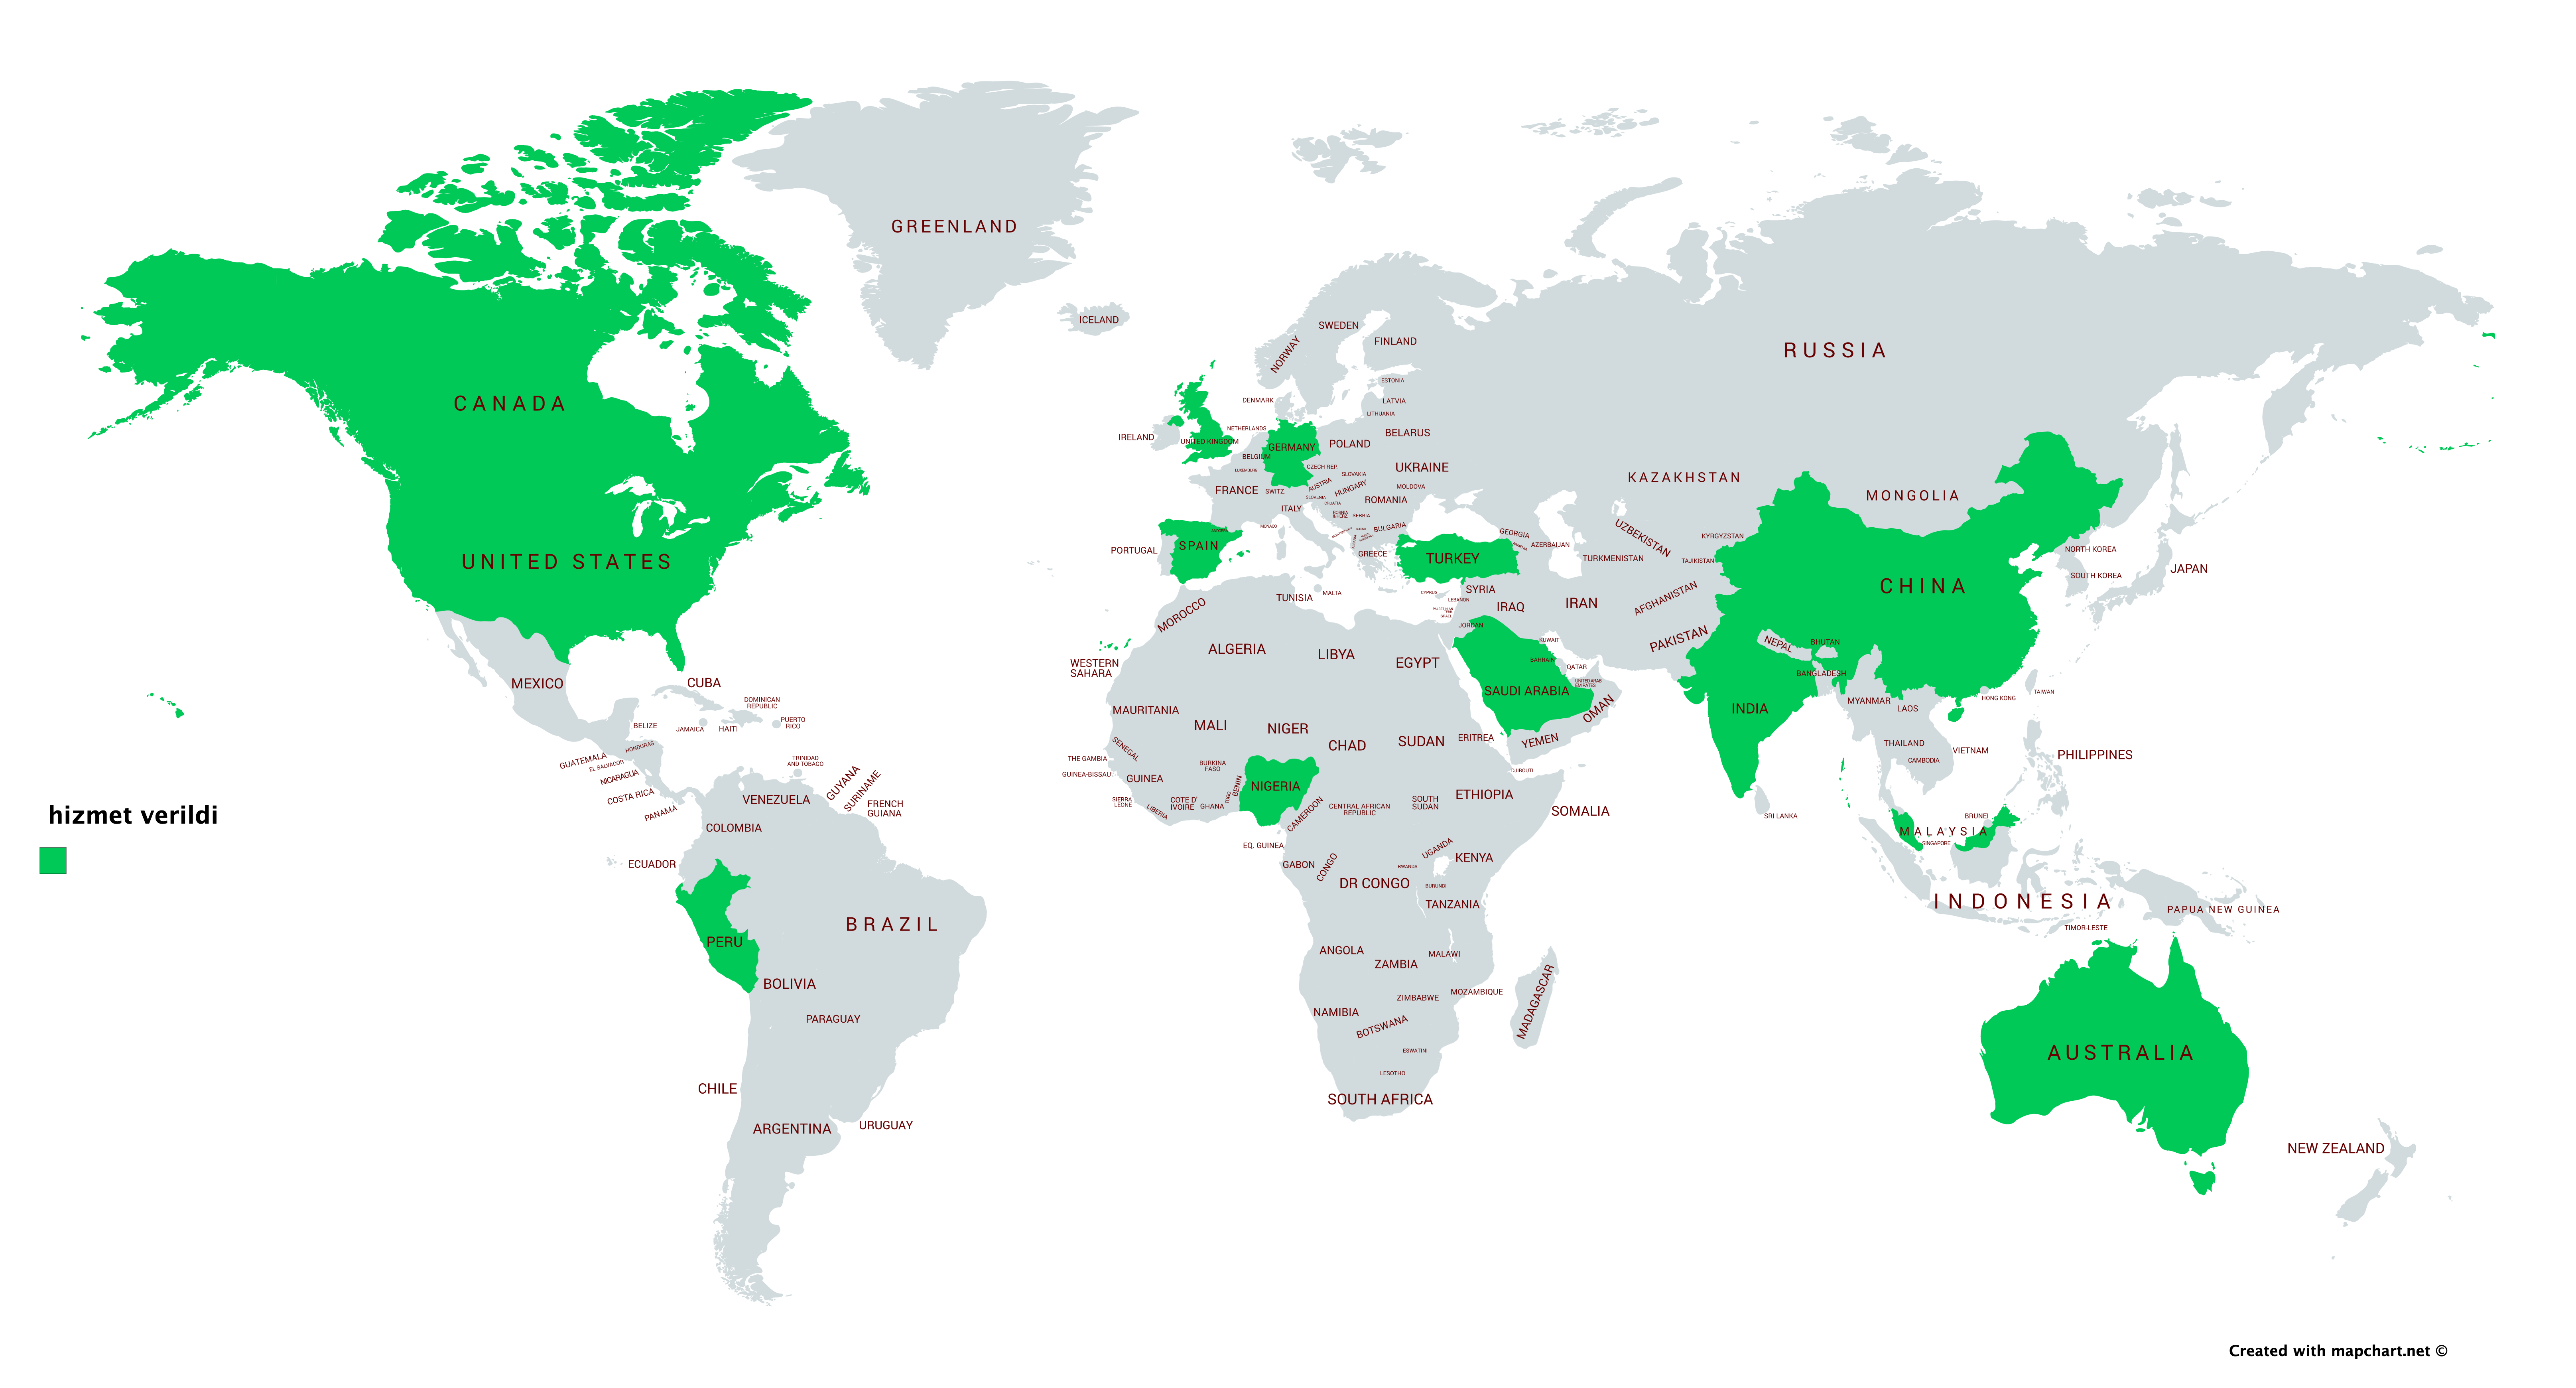 GREENLAND
ICELAND
SWEDEN
NORWAY
FINLAND
RUSSIA
ESTONIA
LATVIA
LITHUANIA
DENMARK
CANADA
NETHERLANDS
BELARUS
IRELAND
UNITED KINGDOM
GERMANY
POLAND
BELGIUM
LUXEMBURG
CZECH REP.
SLOVAKIA
UKRAINE
KAZAKHSTAN
FRANCE
SWITZ.
AUSTRIA
HUNGARY
MOLDOVA
MONGOLIA
SLOVENIA
CROATIA
ROMANIA
ITALY
BOSNIA
& HERZ.
SERBIA
MONACO
BULGARIA
GEORGIA
UZBEKISTAN
KYRGYZSTAN
PORTUGAL
SPAIN
GREECE
TURKEY
ARMENIA
AZERBAIJAN
TURKMENISTAN
TAJIKISTAN
NORTH KOREA
UNITED STATES
CHINA
SOUTH KOREA
JAPAN
TUNISIA
MALTA
CYPRUS
SYRIA
LEBANON
IRAQ
IRAN
AFGHANISTAN
MOROCCO
ISRAEL
JORDAN
KUWAIT
PAKISTAN
NEPAL
BHUTAN
ALGERIA
LIBYA
EGYPT
BAHRAIN
QATAR
WESTERN
SAHARA
BANGLADESH
MEXICO
CUBA
UNITED ARAB
EMIRATES
SAUDI ARABIA
OMAN
INDIA
MYANMAR
LAOS
HONG KONG
TAIWAN
DOMINICAN
REPUBLIC
PUERTO
RICO
BELIZE
JAMAICA
HAITI
MAURITANIA
MALI
NIGER
CHAD
SUDAN
ERITREA
YEMEN
THAILAND
VIETNAM
PHILIPPINES
CAMBODIA
HONDURAS
GUATEMALA
EL SALVADOR
NICARAGUA
TRINIDAD
AND TOBAGO
SENEGAL
THE GAMBIA
GUINEA-BISSAU
GUINEA
BURKINA
FASO
BENIN
TOGO
NIGERIA
DJIBOUTI
COSTA RICA
PANAMA
VENEZUELA
GUYANA
SURINAME
FRENCH
GUIANA
SIERRA
LEONE
LIBERIA
COTE D'
IVOIRE
GHANA
CAMEROON
CENTRAL AFRICAN
REPUBLIC
SOUTH
SUDAN
ETHIOPIA
SOMALIA
SRI LANKA
BRUNEI
MALAYSIA
SINGAPORE
hizmet verildi
COLOMBIA
ECUADOR
EQ. GUINEA
GABON
CONGO
UGANDA
KENYA
RWANDA
DR CONGO
BURUNDI
TANZANIA
INDONESIA
PAPUA NEW GUINEA
TIMOR-LESTE
BRAZIL
PERU
ANGOLA
ZAMBIA
MALAWI
BOLIVIA
ZIMBABWE
MOZAMBIQUE
MADAGASCAR
PARAGUAY
NAMIBIA
BOTSWANA
ESWATINI
AUSTRALIA
LESOTHO
CHILE
SOUTH AFRICA
ARGENTINA
URUGUAY
NEW ZEALAND
Created with mapchart.net ©